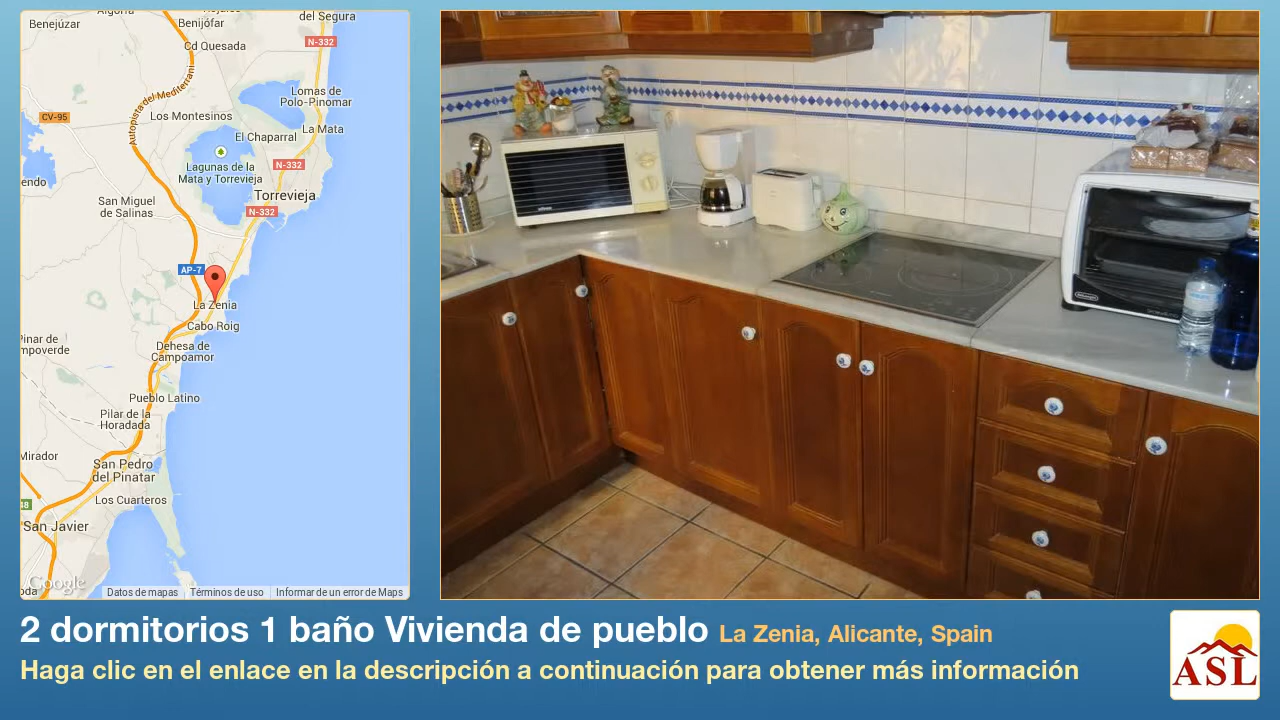 Benejúzar
Algorfa
Benijófar
del Segura
N-332
Cd Quesada
Lomas de
Polo-Pinomar
Autopista del Mediterrani
CV-95
Los Montesinos
El Chaparral
La Mata
Lagunas de la
Mata y Torrevieja
N-332
endo
San Miguel
de Salinas
Torrevieja
N-332
AP-7
La Zenia
Cabo Roig
Pinar de
mpoverde
Dehesa de
Campoamor
Pueblo Latino
Pilar de la
Horadada
Mirador
San Pedro
del Pinatar
Los Cuarteros
48
San Javier
Google
oda
Datos de mapas
Términos de uso
Informar de un error de Maps
2 dormitorios 1 baño Vivienda de pueblo La Zenia, Alicante, Spain
Haga clic en el enlace en la descripción a continuación para obtener más información
ASL